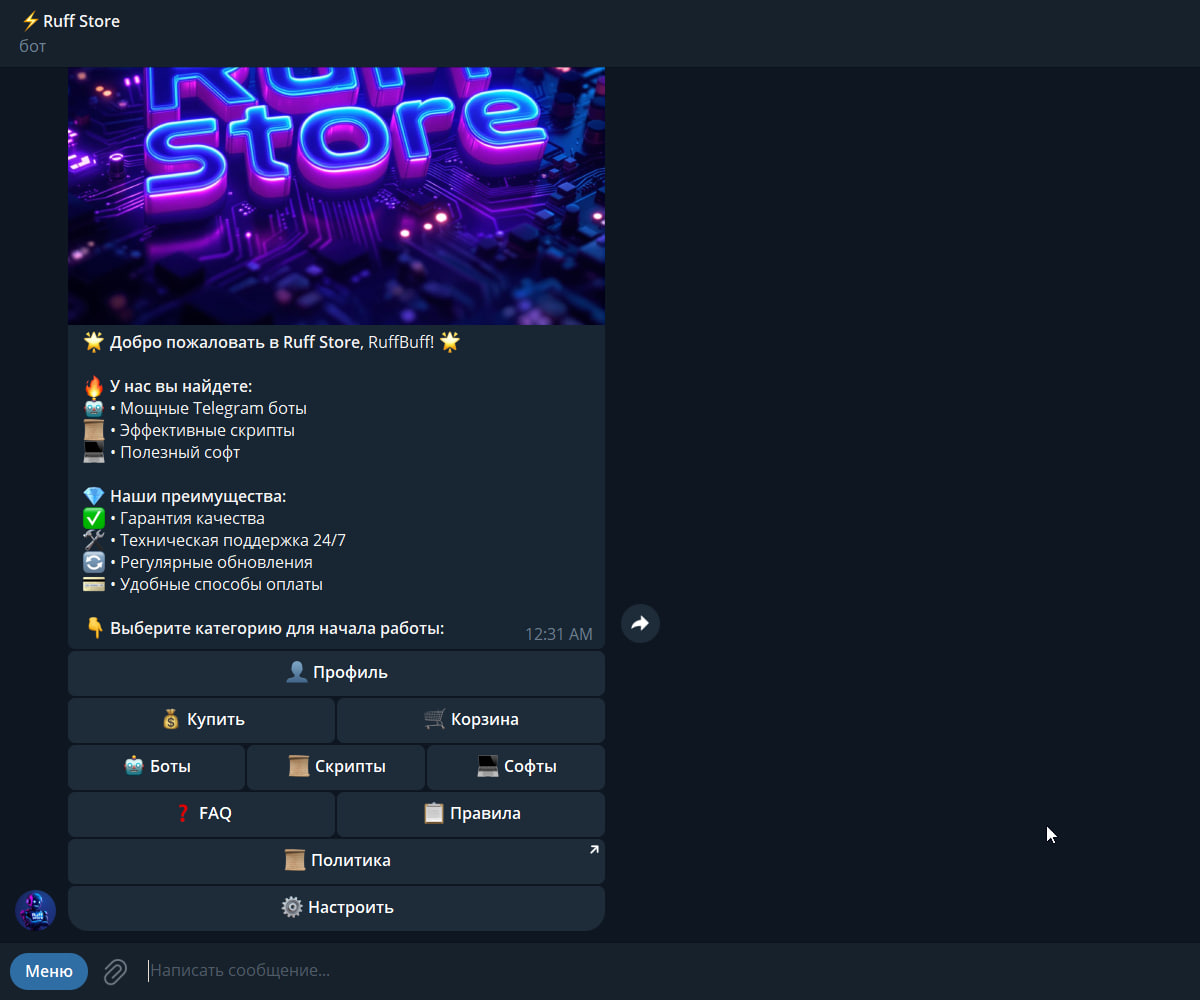 ⚡ Ruff Store
бот
Ruff
Store
🌟 Добро пожаловать в Ruff Store, RuffBuff! 🌟
🔥 У нас вы найдете:
🤖 • Мощные Telegram боты
📜 • Эффективные скрипты
💻 • Полезный софт
💎 Наши преимущества:
✅ • Гарантия качества
🛠 • Техническая поддержка 24/7
🔄 • Регулярные обновления
💳 • Удобные способы оплаты
👇 Выберите категорию для начала работы:
12:31 AM
👤 Профиль
💰 Купить
🛒 Корзина
🤖 Боты
📜 Скрипты
💻 Софты
❓ FAQ
📋 Правила
📜 Политика
⚙ Настроить
Меню
Написать сообщение...